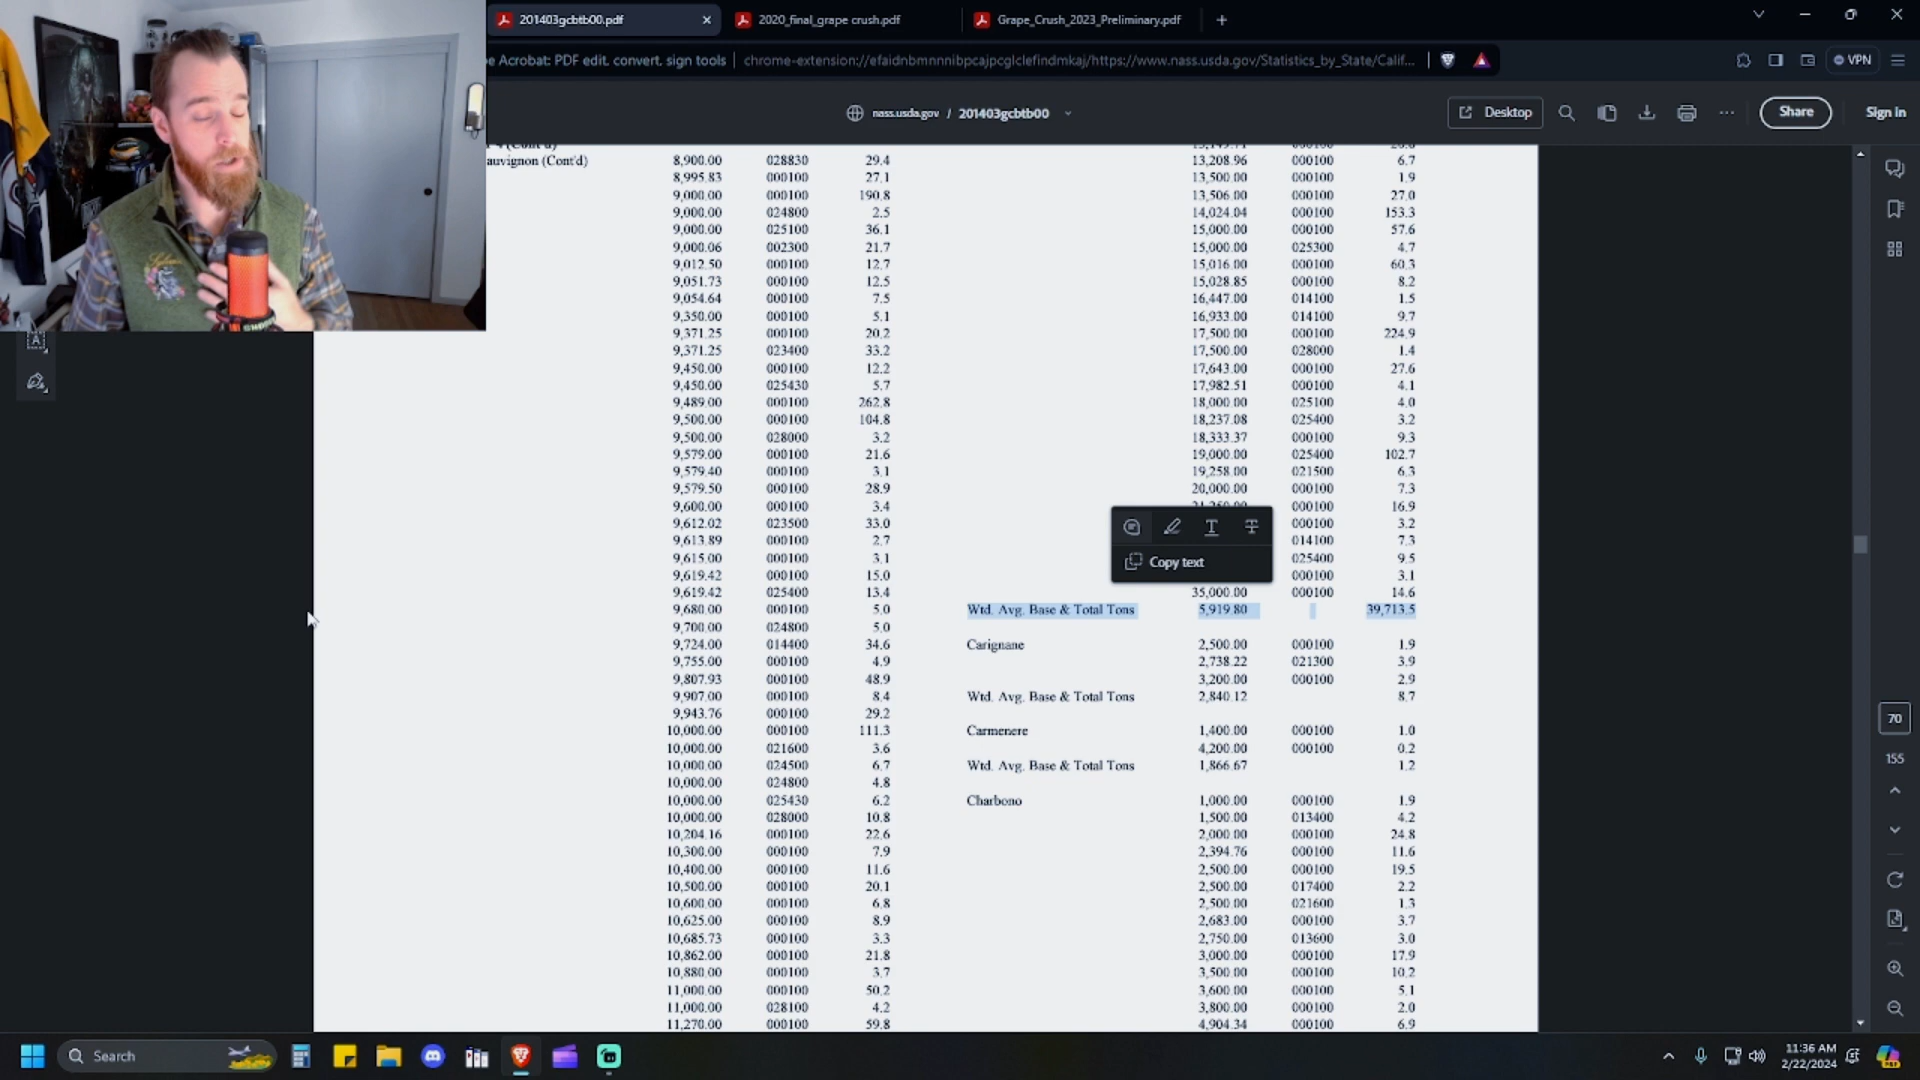 201403gcbtb00.pdf
2020_final_grape crush.pdf
Grape_Crush_2023_Preliminary.pdf
Acrobat: PDF edit, convert, sign tools
chrome-extension://efaidnbmnnnibpcajpcglclefindmkaj/https://www.nass.usda.gov/Statistics_by_State/Calif...
VPN
nass.usda.gov / 201403gcbtb00
Desktop
Share
Sign in
auvignon (Cont'd)
8,900.00 028830 29.4
8,995.83 000100 27.1
9,000.00 000100 190.8
9,000.00 024800 2.5
9,000.00 025100 36.1
9,000.06 002300 21.7
9,012.50 000100 12.7
9,051.73 000100 12.5
9,054.64 000100 7.5
9,350.00 000100 5.1
9,371.25 000100 20.2
9,371.25 023400 33.2
9,450.00 000100 12.2
9,450.00 025430 5.7
9,489.00 000100 262.8
9,500.00 000100 104.8
9,500.00 028000 3.2
9,579.00 000100 21.6
9,579.40 000100 3.1
9,579.50 000100 28.9
9,600.00 000100 3.4
9,612.02 023500 33.0
9,613.89 000100 2.7
9,615.00 000100 3.1
9,619.42 000100 15.0
9,619.42 025400 13.4
9,680.00 000100 5.0
9,700.00 024800 5.0
9,724.00 014400 34.6
9,755.00 000100 4.9
9,807.93 000100 48.9
9,907.00 000100 8.4
9,943.76 000100 29.2
10,000.00 000100 111.3
10,000.00 021600 3.6
10,000.00 024500 6.7
10,000.00 024800 4.8
10,000.00 025430 6.2
10,000.00 028000 10.8
10,204.16 000100 22.6
10,300.00 000100 7.9
10,400.00 000100 11.6
10,500.00 000100 20.1
10,600.00 000100 6.8
10,625.00 000100 8.9
10,685.73 000100 3.3
10,862.00 000100 21.8
10,880.00 000100 3.7
11,000.00 000100 50.2
11,000.00 028100 4.2
11,270.00 000100 59.8
13,208.96 000100 6.7
13,500.00 000100 1.9
13,506.00 000100 27.0
14,024.04 000100 153.3
15,000.00 000100 57.6
15,000.00 025300 4.7
15,016.00 000100 60.3
15,028.85 000100 8.2
16,447.00 014100 1.5
16,933.00 014100 9.7
17,500.00 000100 224.9
17,500.00 028000 1.4
17,643.00 000100 27.6
17,982.51 000100 4.1
18,000.00 025100 4.0
18,237.08 025400 3.2
18,333.37 000100 9.3
19,000.00 025400 102.7
19,258.00 021500 6.3
20,000.00 000100 7.3
000100 16.9
000100 3.2
014100 7.3
025400 9.5
000100 3.1
Copy text
35,000.00 000100 14.6
Wtd. Avg. Base & Total Tons 5,919.80 39,713.5
Carignane 2,500.00 000100 1.9
2,738.22 021300 3.9
3,200.00 000100 2.9
Wtd. Avg. Base & Total Tons 2,840.12 8.7
Carmenere 1,400.00 000100 1.0
4,200.00 000100 0.2
Wtd. Avg. Base & Total Tons 1,866.67 1.2
Charbono 1,000.00 000100 1.9
1,500.00 013400 4.2
2,000.00 000100 24.8
2,394.76 000100 11.6
2,500.00 000100 19.5
2,500.00 017400 2.2
2,500.00 021600 1.3
2,683.00 000100 3.7
2,750.00 013600 3.0
3,000.00 000100 17.9
3,500.00 000100 10.2
3,600.00 000100 5.1
3,800.00 000100 2.0
4,904.34 000100 6.9
70
155
Search
11:36 AM
2/22/2024